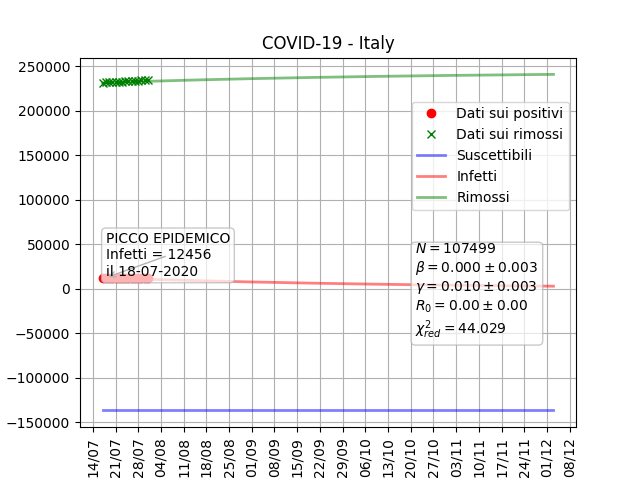 COVID-19 - Italy
250000
200000
150000
100000
50000
0
−50000
−100000
−150000
Dati sui positivi
Dati sui rimossi
Suscettibili
Infetti
Rimossi
PICCO EPIDEMICO
Infetti = 12456
il 18-07-2020
N = 107499
β = 0.000 ± 0.003
γ = 0.010 ± 0.003
R₀ = 0.00 ± 0.00
χ²red = 44.029
14/07
21/07
28/07
04/08
11/08
18/08
25/08
01/09
08/09
15/09
22/09
29/09
06/10
13/10
20/10
27/10
03/11
10/11
17/11
24/11
01/12
08/12